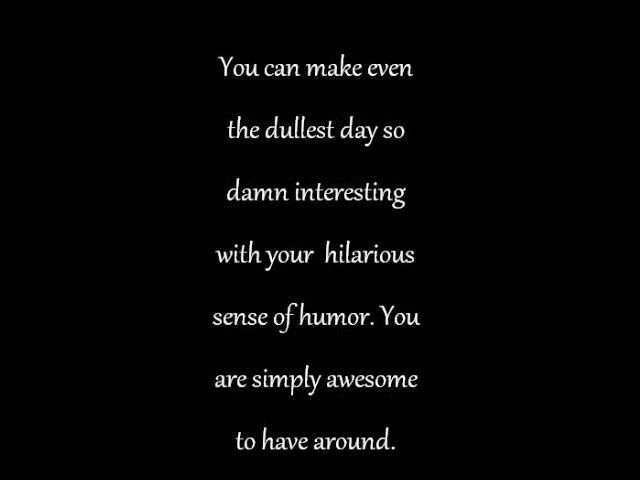 You can make even
the dullest day so
damn interesting
with your  hilarious
sense of humor. You
are simply awesome
to have around.